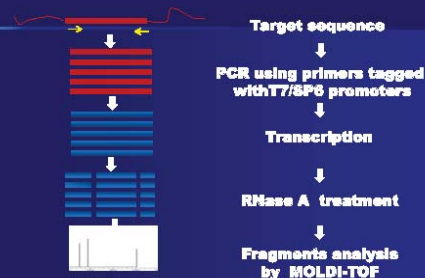 Target sequence
PCR using primers tagged
withT7/SP6 promoters
Transcription
RNase A treatment
Fragments analysis
by MOLDI-TOF